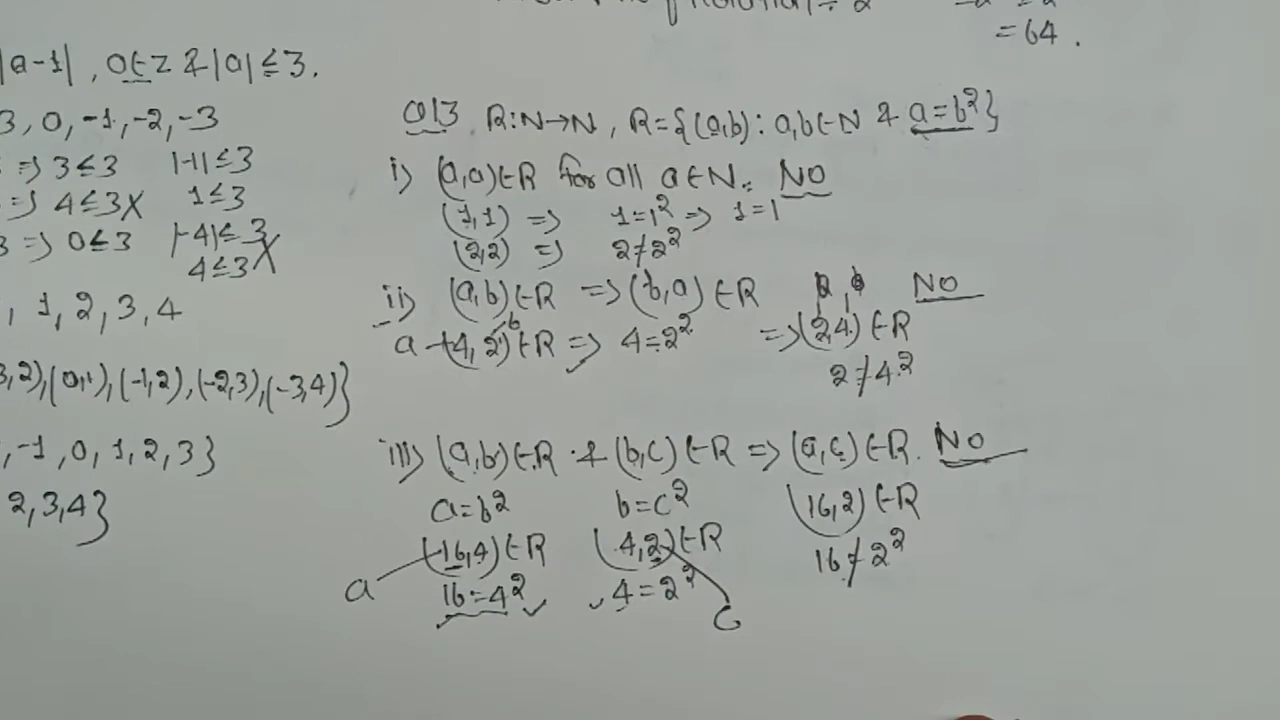 = 64 .
|a-1| , a∈Z & |a| ≤ 3.
3, 0, -1, -2, -3
⇒ 3 ≤ 3 |-1| ≤ 3
⇒ 4 ≤ 3 X 1 ≤ 3
3 ⇒ 0 ≤ 3 |-4| ≤ 3
4 ≤ 3 X
, 1, 2, 3, 4
3,2),(0,1),(-1,2),(-2,3),(-3,4)}
, -1, 0, 1, 2, 3}
2, 3, 4}
Q13 R:N→N , R={(a,b): a,b∈N & a=b²}
i) (a,a)∈R for all a∈N. NO
(1,1) ⇒ 1=1² ⇒ 1=1
(2,2) ⇒ 2≠2²
ii) (a,b)∈R ⇒ (b,a)∈R NO
b
a (4,2)∈R ⇒ 4=2² ⇒ (2,4)∈R
2≠4²
iii) (a,b)∈R & (b,c)∈R ⇒ (a,c)∈R. NO
a=b² b=c² (16,2)∈R
(16,4)∈R (4,2)∈R 16≠2²
a 16=4² ✓ ✓ 4=2²
c